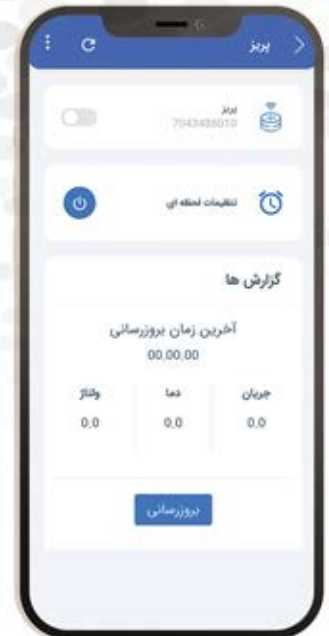 پریز
پریز
7043486010
تنظیمات لحظه ای
گزارش ها
آخرین زمان بروزرسانی
00,00,00
جریان دما ولتاژ
0,0 0,0 0,0
بروزرسانی